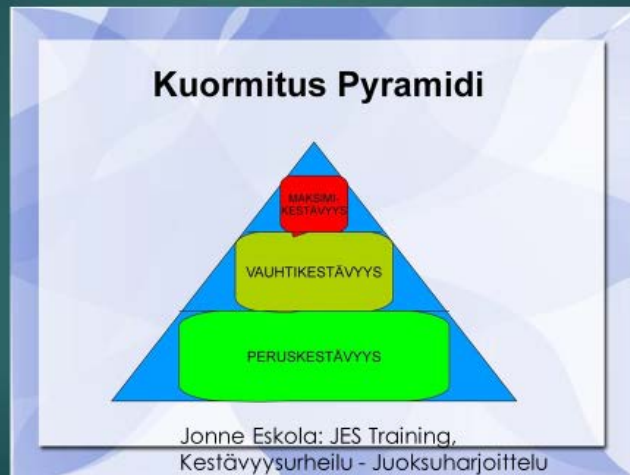 Kuormitus Pyramidi
MAKSIMI-
KESTÄVYYS
VAUHTIKESTÄVYYS
PERUSKESTÄVYYS
Jonne Eskola: JES Training,
Kestävyysurheilu - Juoksuharjoittelu